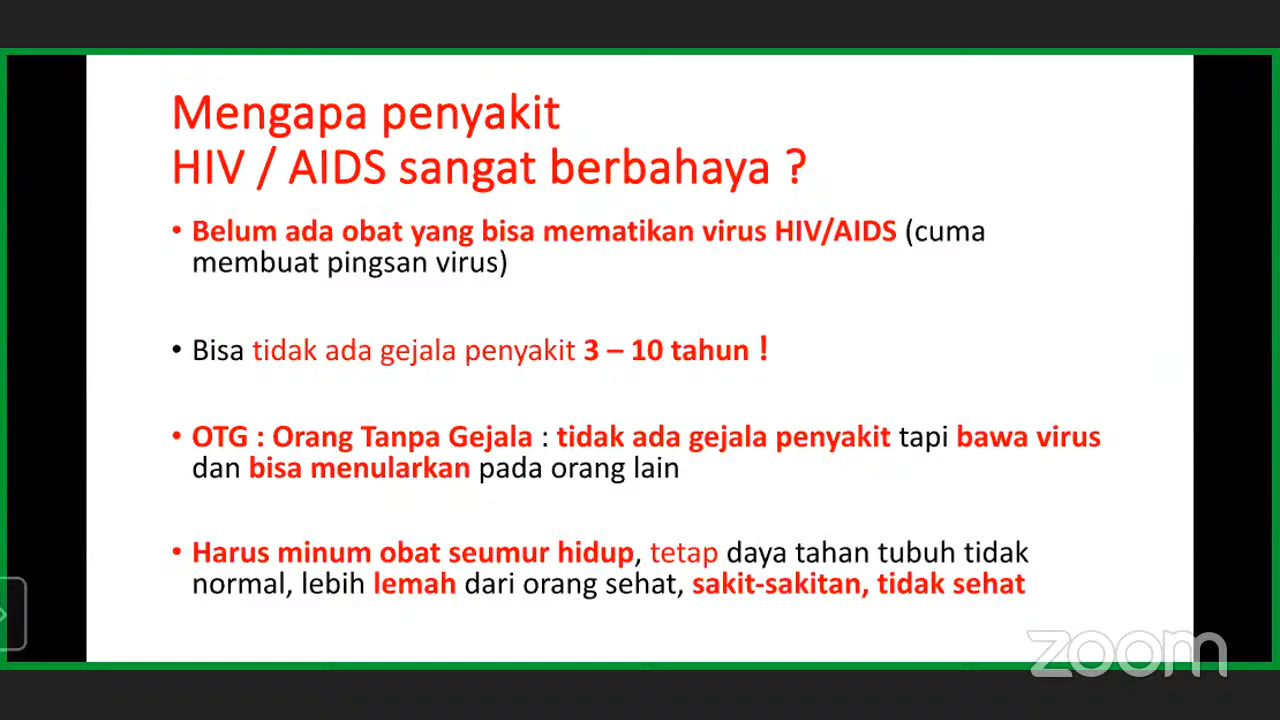 Mengapa penyakit
HIV / AIDS sangat berbahaya ?
• Belum ada obat yang bisa mematikan virus HIV/AIDS (cuma
membuat pingsan virus)
• Bisa tidak ada gejala penyakit 3 – 10 tahun !
• OTG : Orang Tanpa Gejala : tidak ada gejala penyakit tapi bawa virus
dan bisa menularkan pada orang lain
• Harus minum obat seumur hidup, tetap daya tahan tubuh tidak
normal, lebih lemah dari orang sehat, sakit-sakitan, tidak sehat
zoom